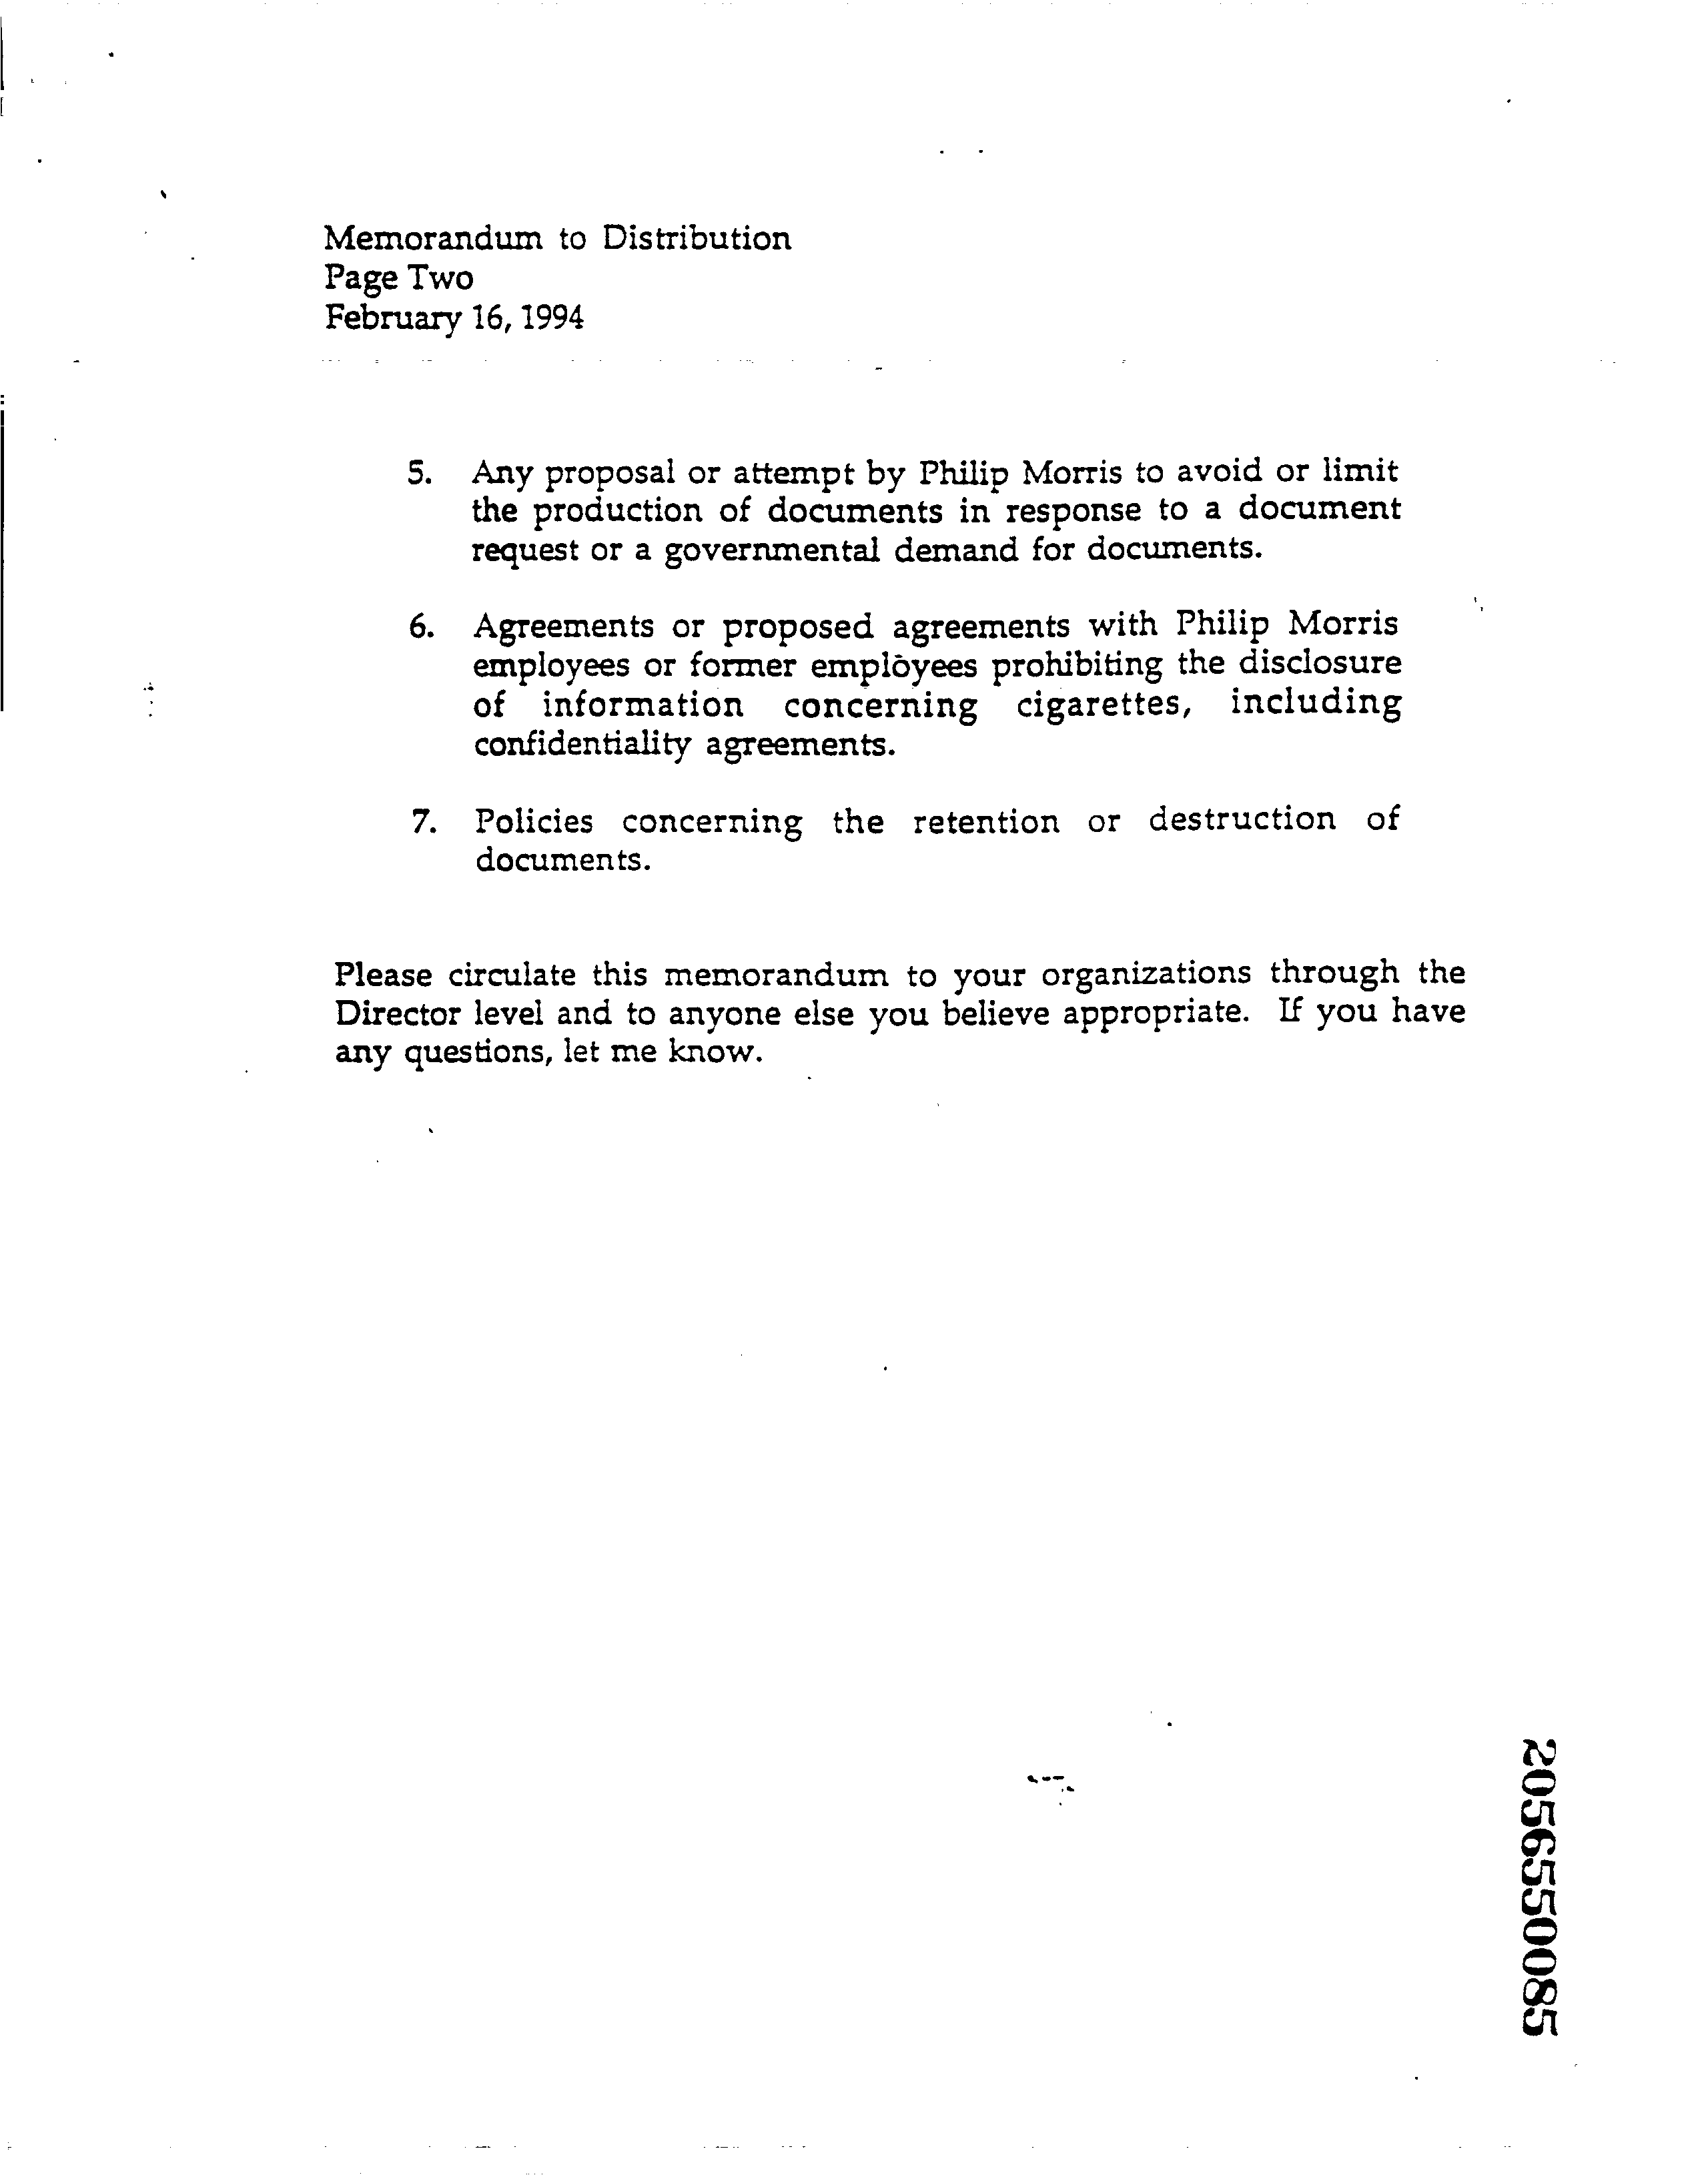 Memorandum to Distribution
Page Two
February 16, 1994
5. Any proposal or attempt by Philip Morris to avoid or limit
the production of documents in response to a document
request or a governmental demand for documents.
6. Agreements or proposed agreements with Philip Morris
employees or former employees prohibiting the disclosure
of information concerning cigarettes, including
confidentiality agreements.
7. Policies concerning the retention or destruction of
documents.
Please circulate this memorandum to your organizations through the
Director level and to anyone else you believe appropriate. If you have
any questions, let me know.
2056550085